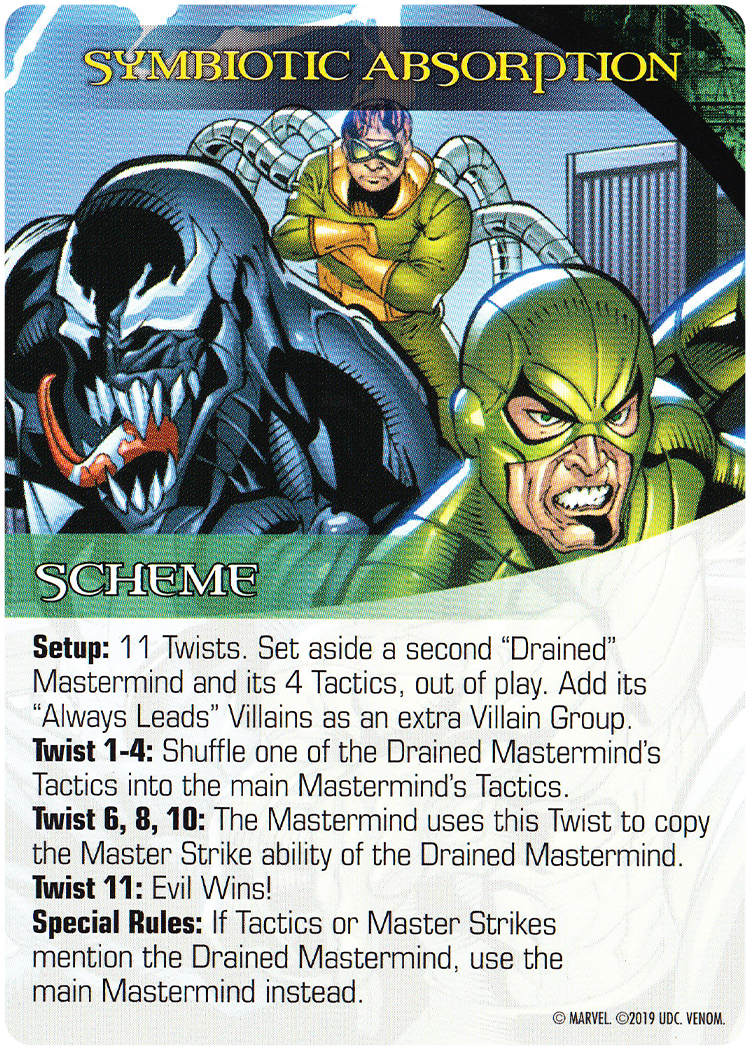 SYMBIOTIC ABSORPTION
SCHEME
Setup: 11 Twists. Set aside a second “Drained”
Mastermind and its 4 Tactics, out of play. Add its
“Always Leads” Villains as an extra Villain Group.
Twist 1-4: Shuffle one of the Drained Mastermind’s
Tactics into the main Mastermind’s Tactics.
Twist 6, 8, 10: The Mastermind uses this Twist to copy
the Master Strike ability of the Drained Mastermind.
Twist 11: Evil Wins!
Special Rules: If Tactics or Master Strikes
mention the Drained Mastermind, use the
main Mastermind instead.
© MARVEL. ©2019 UDC. VENOM.